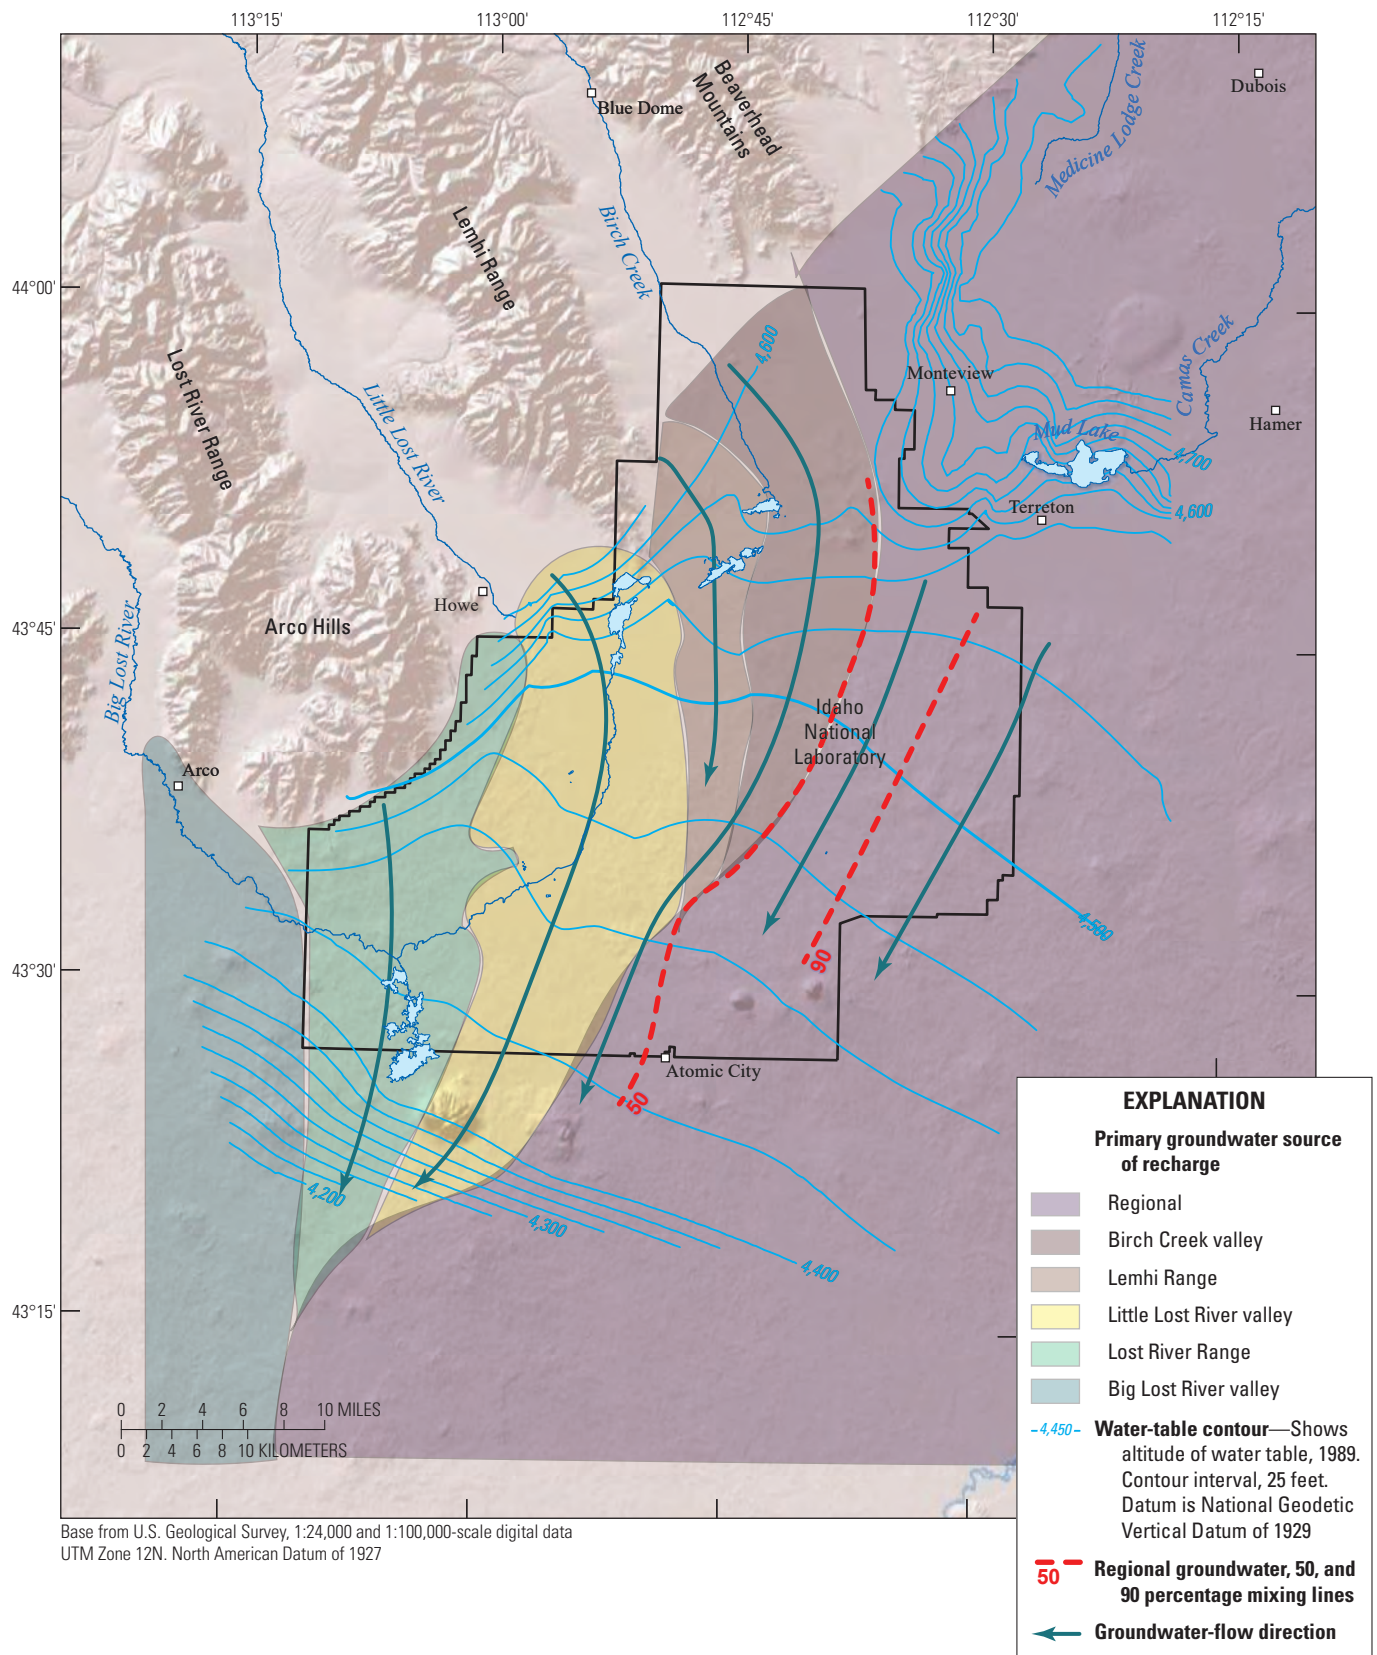 113°15'
113°00'
112°45'
112°30'
112°15'
Dubois
Beaverhead
Mountains
Blue Dome
Medicine Lodge Creek
Lemhi Range
Birch Creek
44°00'
4,600
Camas Creek
Lost River Range
Monteview
Little Lost River
Hamer
Mud Lake
4,700
Terreton
4,600
Howe
43°45'
Arco Hills
Big Lost River
Idaho
National
Laboratory
Arco
4,500
43°30'
90
Atomic City
50
4,200
4,300
4,400
43°15'
0 2 4 6 8 10 MILES
0 2 4 6 8 10 KILOMETERS
EXPLANATION
Primary groundwater source
of recharge
Regional
Birch Creek valley
Lemhi Range
Little Lost River valley
Lost River Range
Big Lost River valley
4,450 Water-table contour—Shows
altitude of water table, 1989.
Contour interval, 25 feet.
Datum is National Geodetic
Vertical Datum of 1929
50 Regional groundwater, 50, and
90 percentage mixing lines
Groundwater-flow direction
Base from U.S. Geological Survey, 1:24,000 and 1:100,000-scale digital data
UTM Zone 12N. North American Datum of 1927